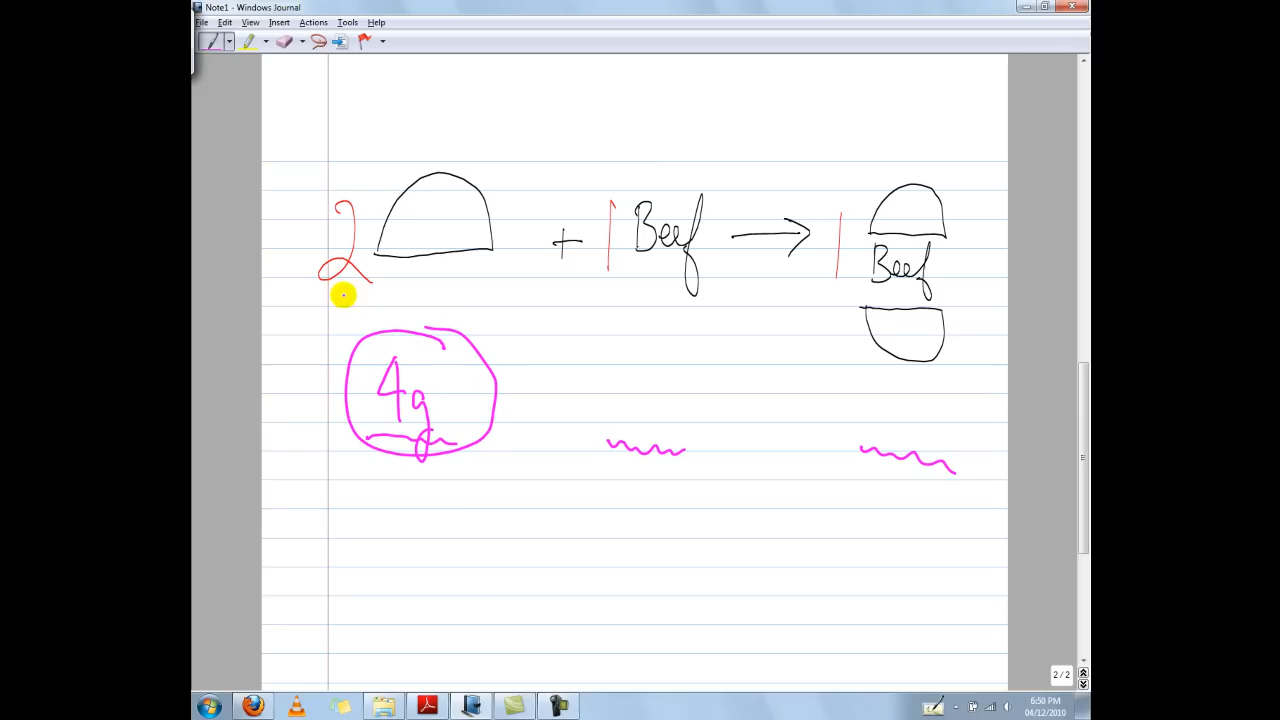 Note1 - Windows Journal
File Edit View Insert Actions Tools Help
2 + 1 Beef → 1 Beef
4g
2 / 2
6:50 PM
04/12/2010